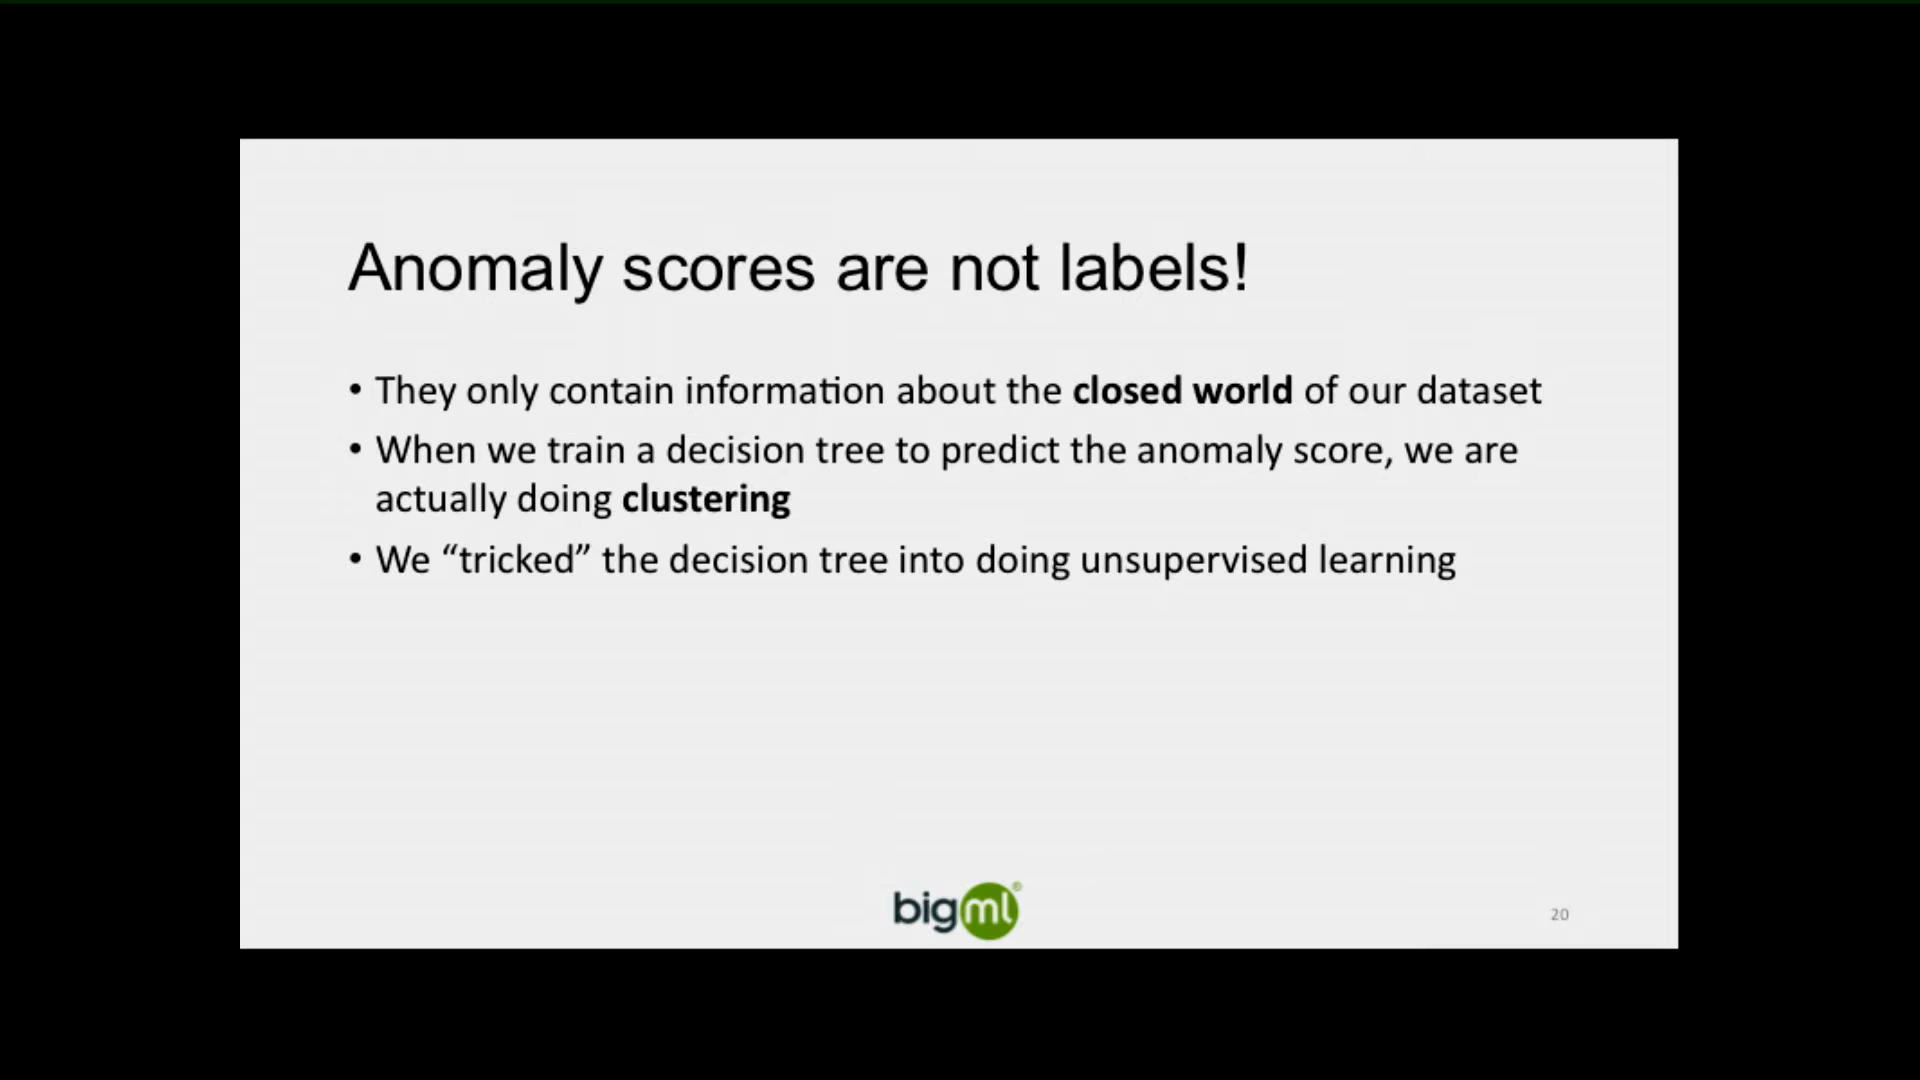 Anomaly scores are not labels!
• They only contain information about the closed world of our dataset
• When we train a decision tree to predict the anomaly score, we are
actually doing clustering
• We “tricked” the decision tree into doing unsupervised learning
bigml®
20